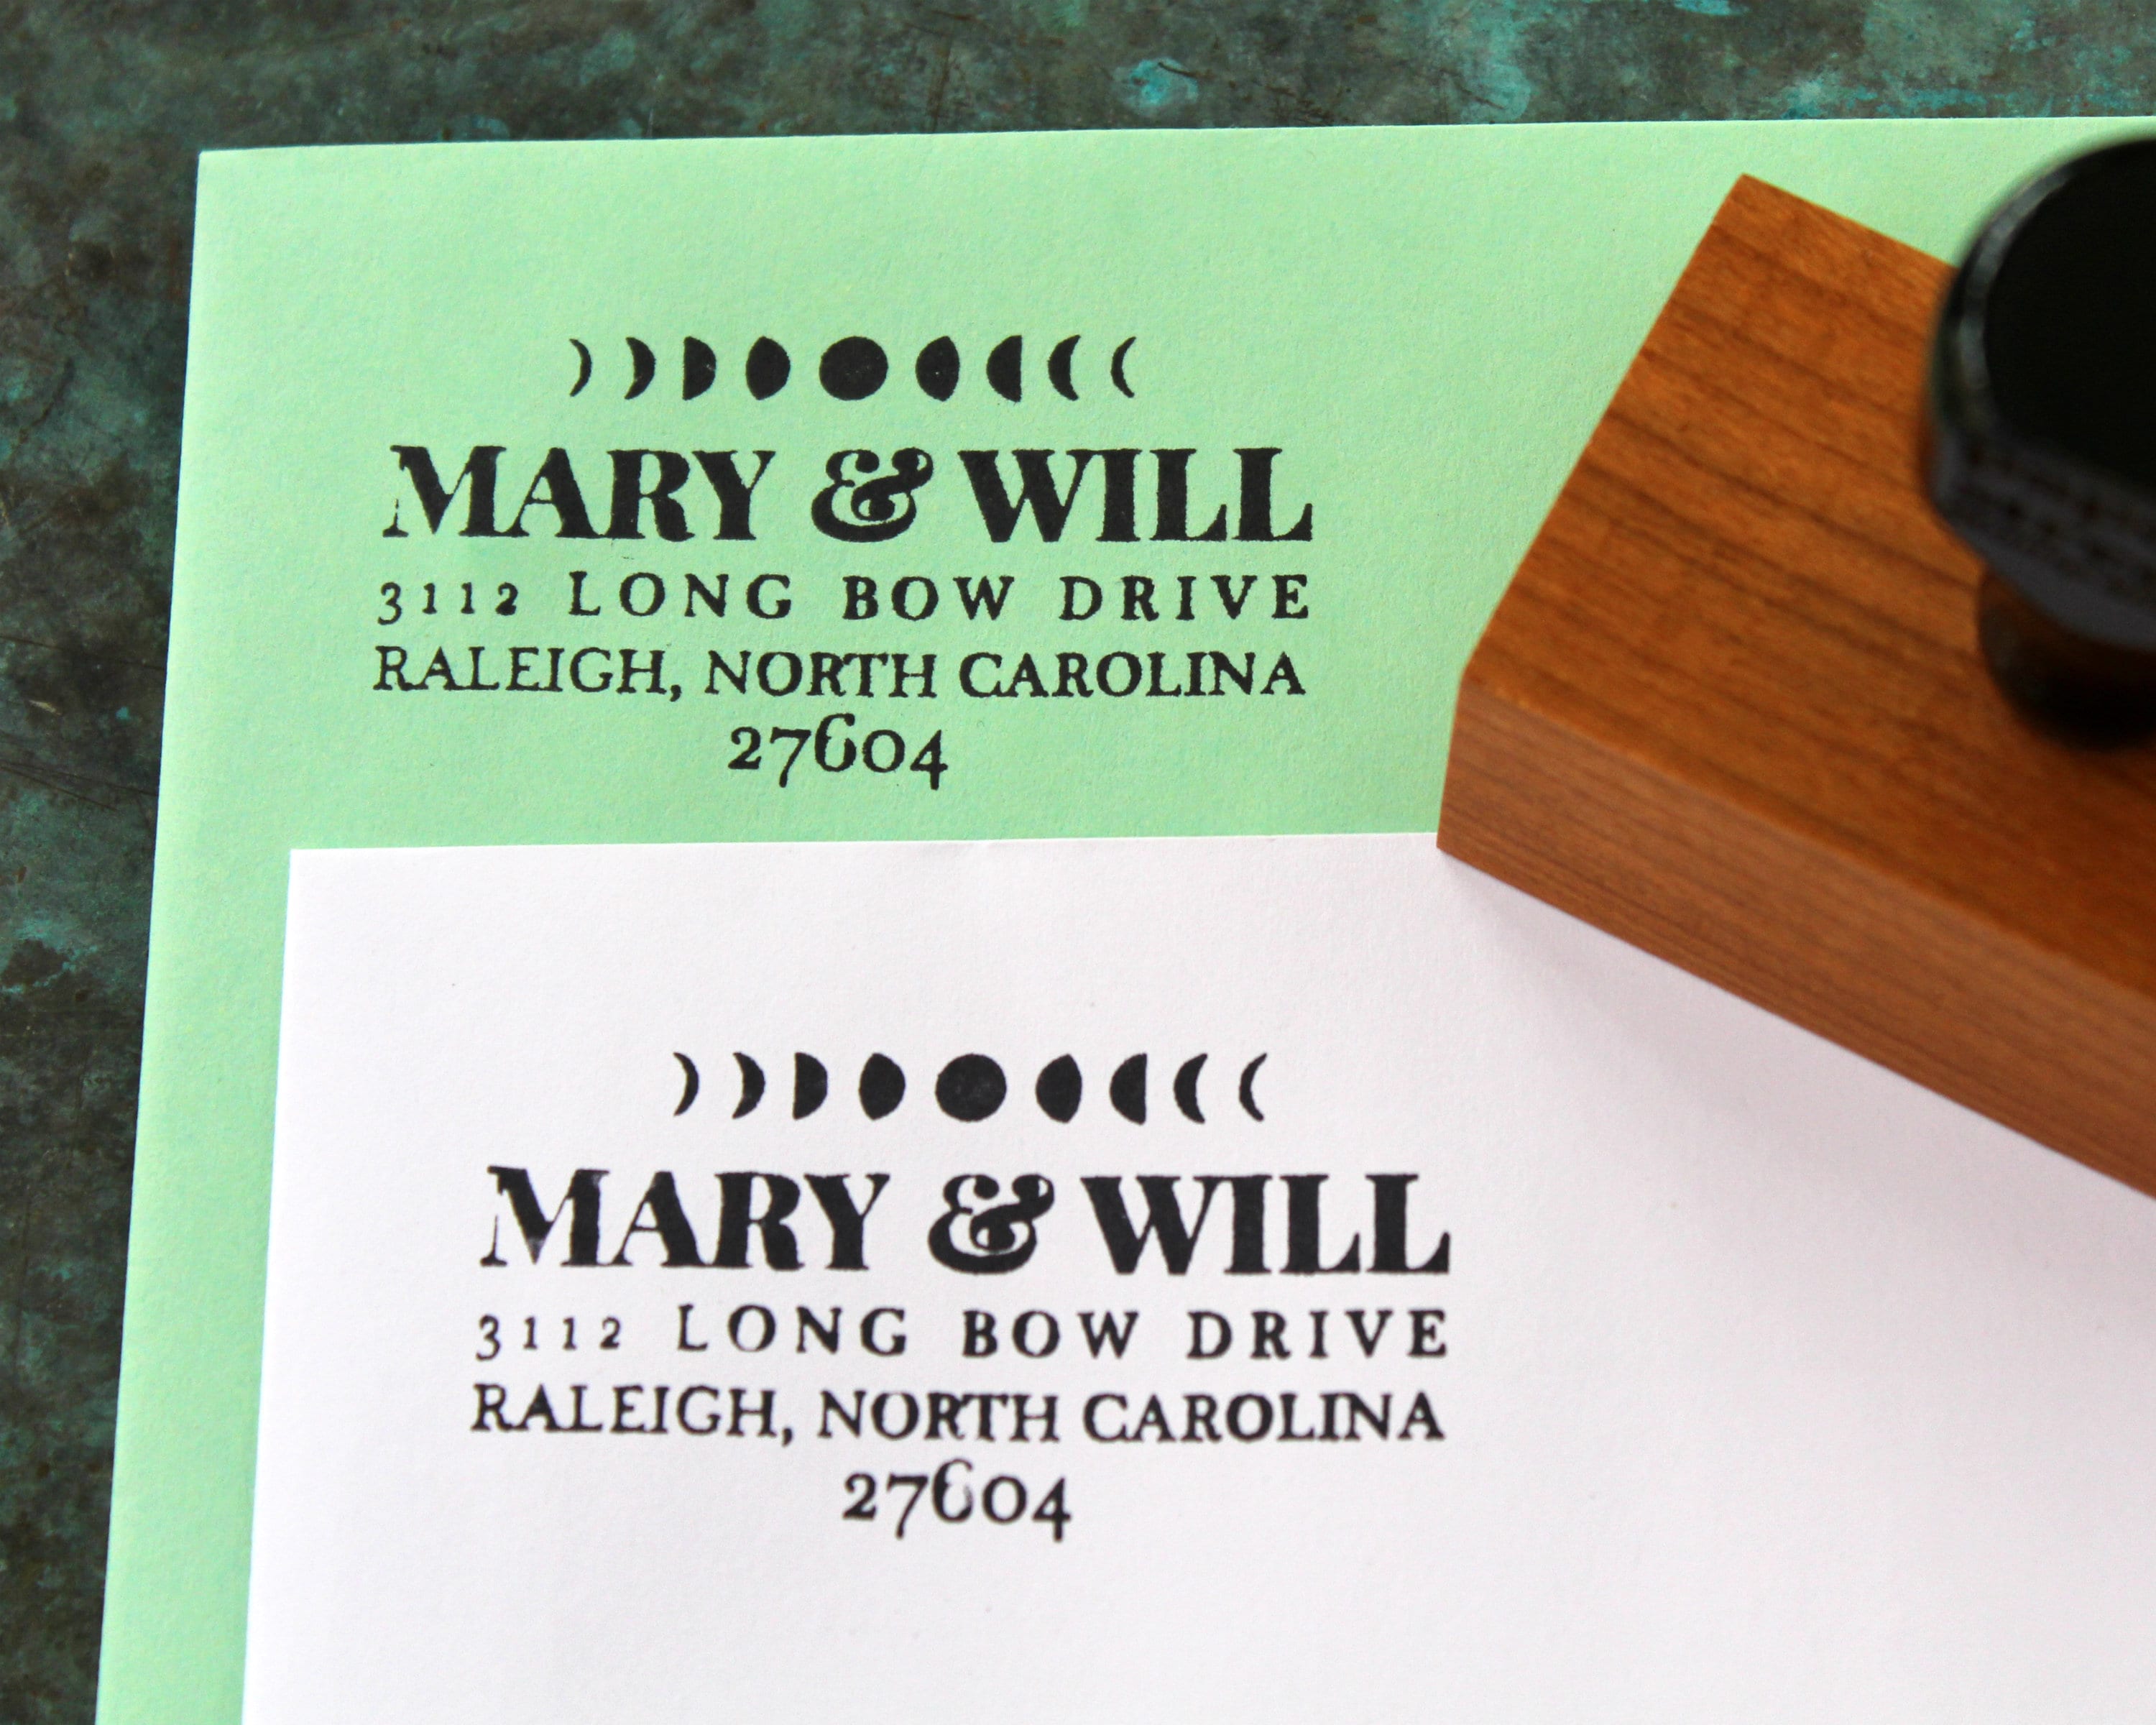 MARY & WILL
3112 LONG BOW DRIVE
RALEIGH, NORTH CAROLINA
27604
MARY & WILL
3112 LONG BOW DRIVE
RALEIGH, NORTH CAROLINA
27604